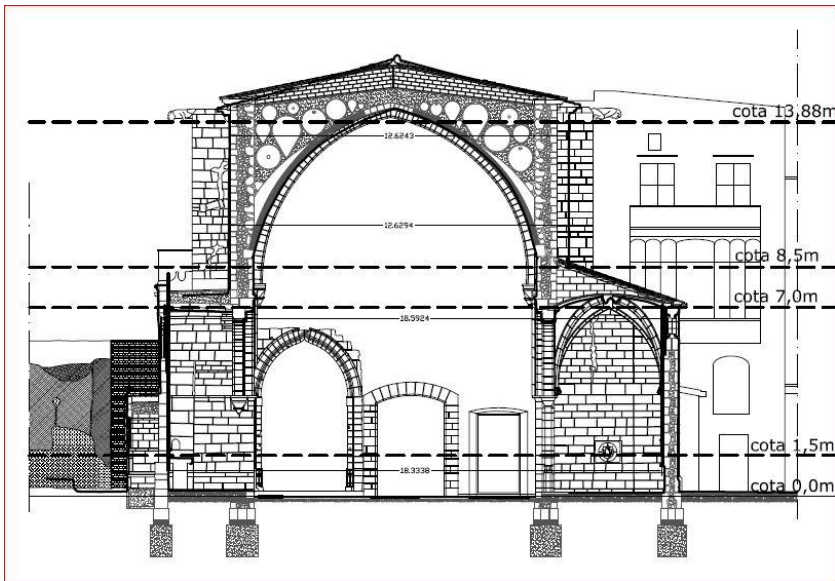 cota 13,88m
12.6243
12.6294
cota 8,5m
cota 7,0m
18.5924
cota 1,5m
18.3338
cota 0,0m